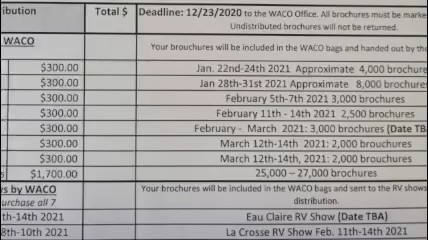 ribution Total $ Deadline: 12/23/2020 to the WACO Office. All brochures must be marke
Undistributed brochures will not be returned.
WACO Your brouchures will be included in the WACO bags and handed out by the
$300.00 Jan. 22nd-24th 2021 Approximate 4,000 brochure
$300.00 Jan 28th-31st 2021 Approximate 8,000 brochures
$300.00 February 5th-7th 2021 3,000 brochures
$300.00 February 11th - 14th 2021 2,500 brochures
$300.00 February - March 2021: 3,000 brochures (Date TBA
$300.00 March 12th-14th 2021: 2,000 brochures
$300.00 March 12th-14th, 2021: 2,000 brochures
s $1,700.00 25,000 – 27,000 brochures
ws by WACO Your brochures will be included in the WACO bags and sent to the RV shows
urchase all 7 distribution.
th-14th 2021 Eau Claire RV Show (Date TBA)
8th-10th 2021 La Crosse RV Show Feb. 11th-14th 2021